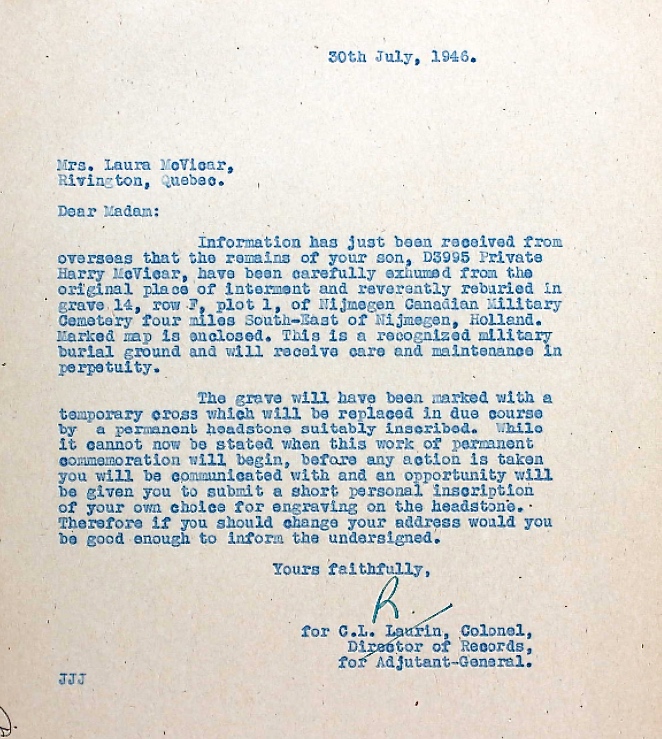 30th July, 1946.
Mrs. Laura McVicar,
Rivington, Quebec.
Dear Madam:
Information has just been received from
overseas that the remains of your son, D3995 Private
Harry McVicar, have been carefully exhumed from the
original place of interment and reverently reburied in
grave 14, row F, plot 1, of Nijmegen Canadian Military
Cemetery four miles South-East of Nijmegen, Holland.
Marked map is enclosed. This is a recognized military
burial ground and will receive care and maintenance in
perpetuity.
The grave will have been marked with a
temporary cross which will be replaced in due course
by a permanent headstone suitably inscribed. While
it cannot now be stated when this work of permanent
commemoration will begin, before any action is taken
you will be communicated with and an opportunity will
be given you to submit a short personal inscription
of your own choice for engraving on the headstone.
Therefore if you should change your address would you
be good enough to inform the undersigned.
Yours faithfully,
R.
for C.L. Laurin, Colonel,
Director of Records,
for Adjutant-General.
JJJ